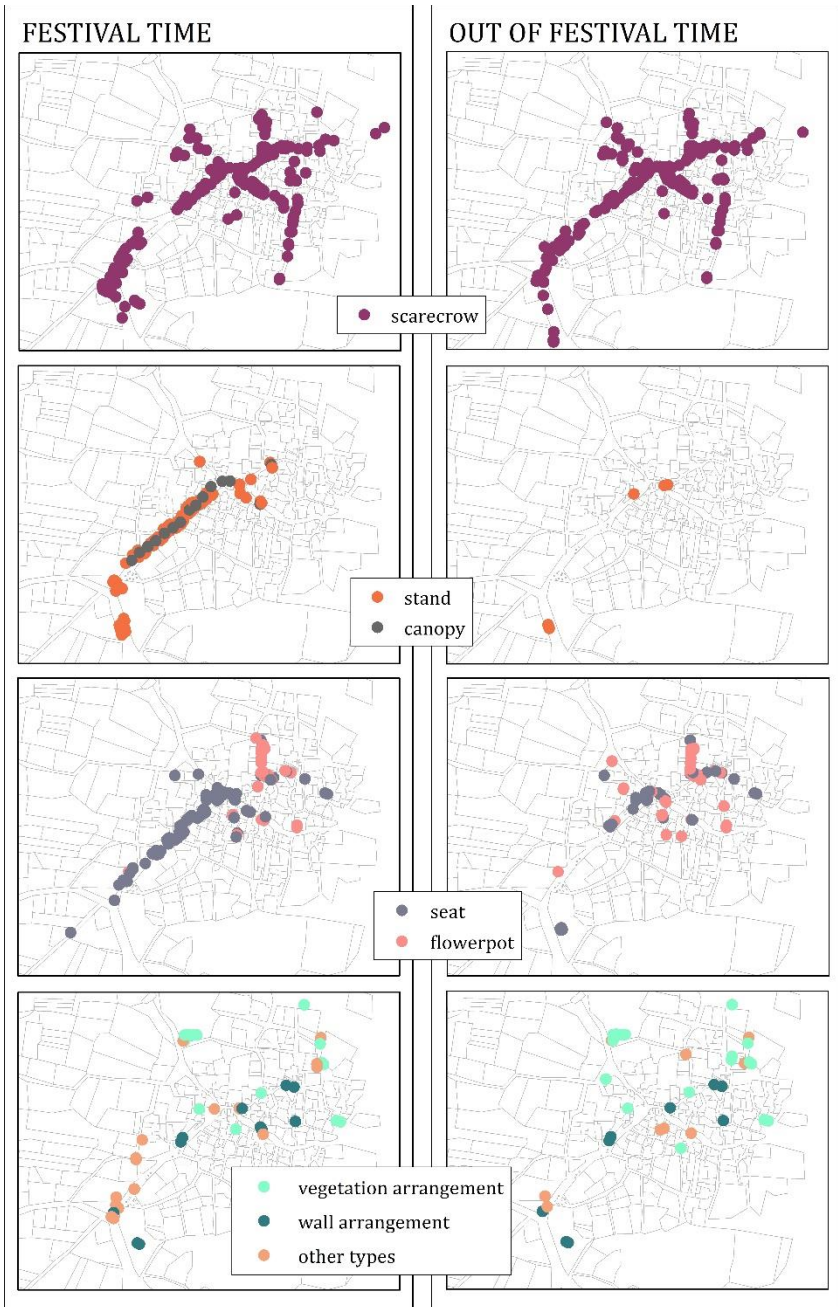 FESTIVAL TIME
OUT OF FESTIVAL TIME
scarecrow
stand
canopy
seat
flowerpot
vegetation arrangement
wall arrangement
other types